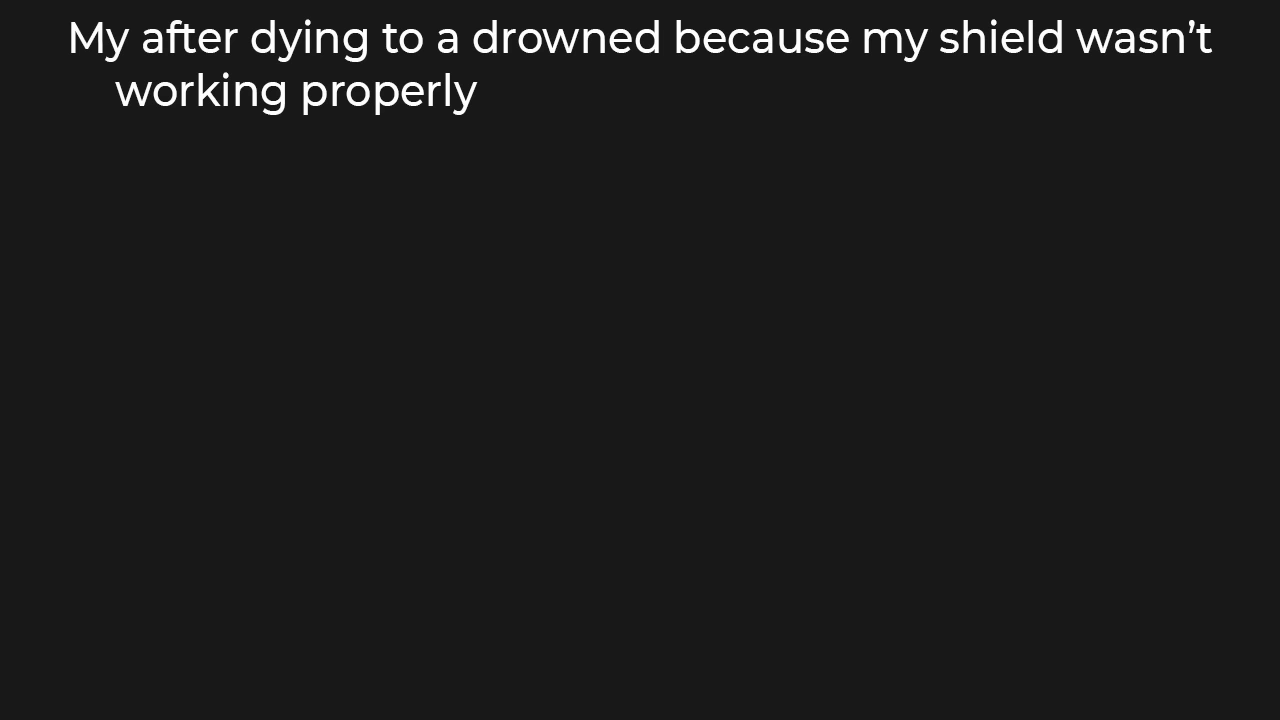 My after dying to a drowned because my shield wasn’t
working properly